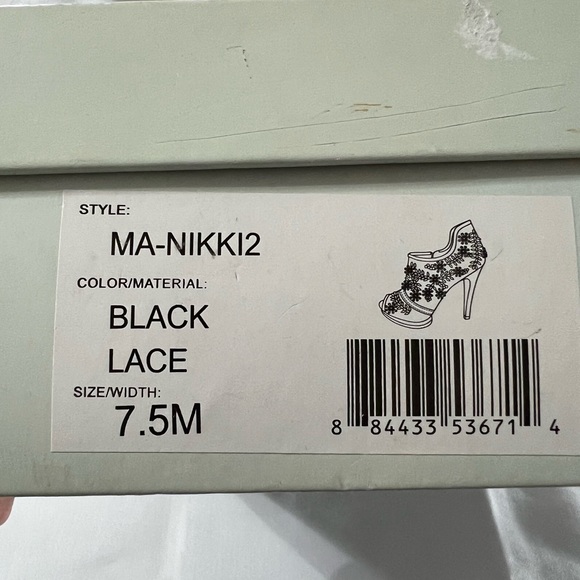 STYLE:
MA-NIKKI2
COLOR/MATERIAL:
BLACK
LACE
SIZE/WIDTH:
7.5M
8 84433 53671 4